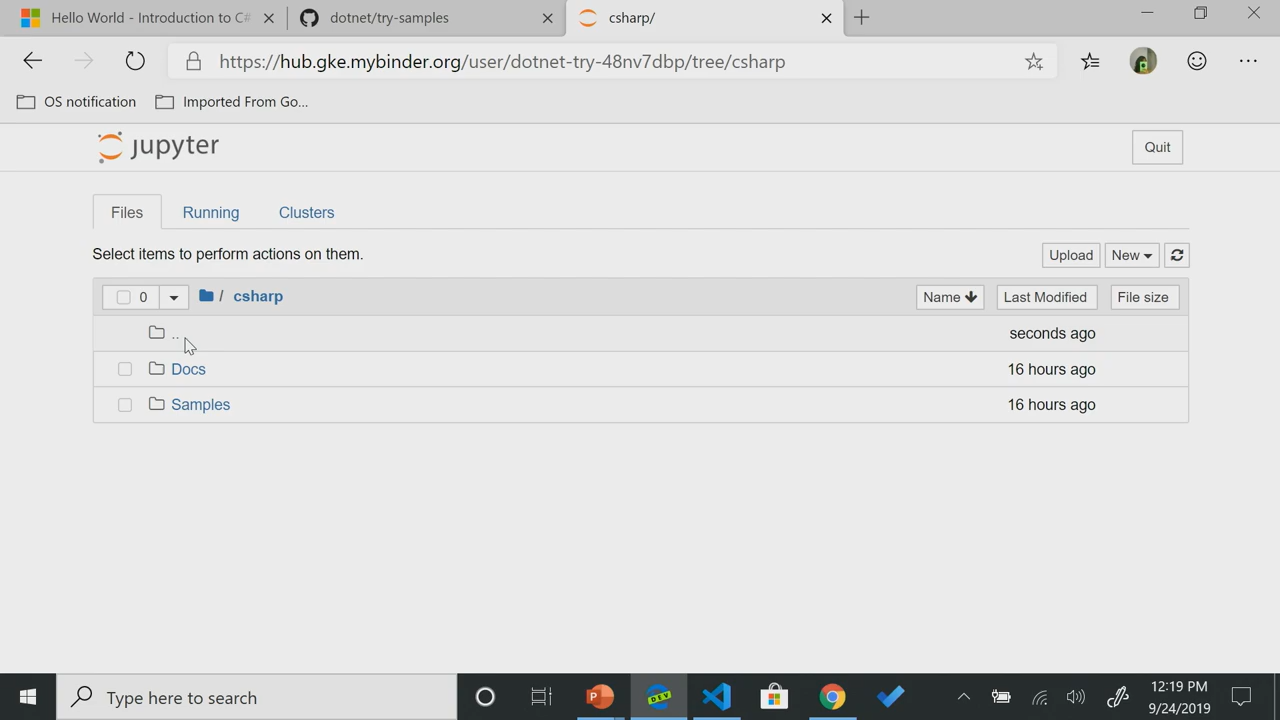 Hello World - Introduction to C#
dotnet/try-samples
csharp/
https://hub.gke.mybinder.org/user/dotnet-try-48nv7dbp/tree/csharp
OS notification
Imported From Go...
jupyter
Quit
Files
Running
Clusters
Select items to perform actions on them.
Upload
New
0
/ csharp
Name
Last Modified
File size
..
seconds ago
Docs
16 hours ago
Samples
16 hours ago
Type here to search
DEV
12:19 PM
9/24/2019